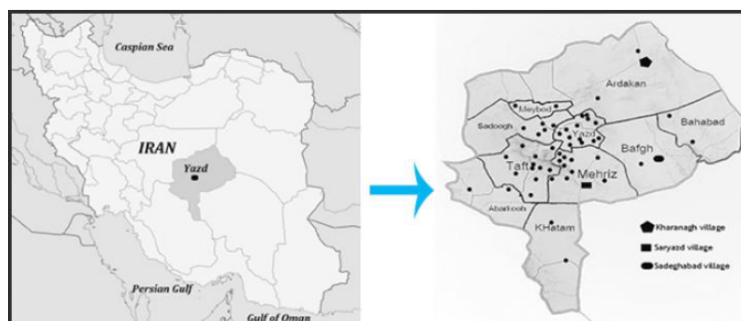 Caspian Sea
IRAN
Yazd
Persian Gulf
Gulf of Oman
Ardakan
Meybod
Sadoogh
Yazd
Bahabad
Bafgh
Taft
Mehriz
Abarkooh
KHatam
Kharanagh village
Saryazd village
Sadeghabad village